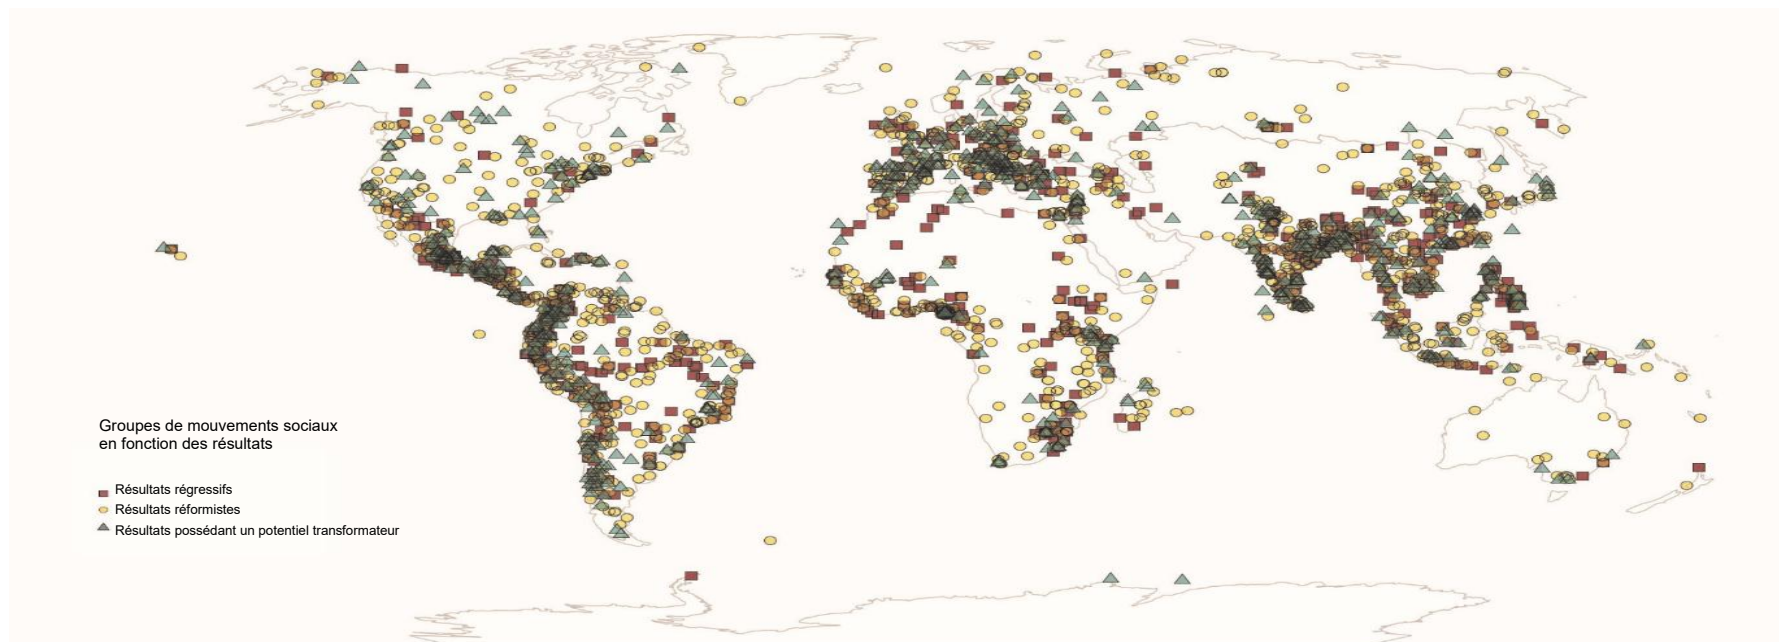 Groupes de mouvements sociaux
en fonction des résultats
Résultats régressifs
Résultats réformistes
Résultats possédant un potentiel transformateur